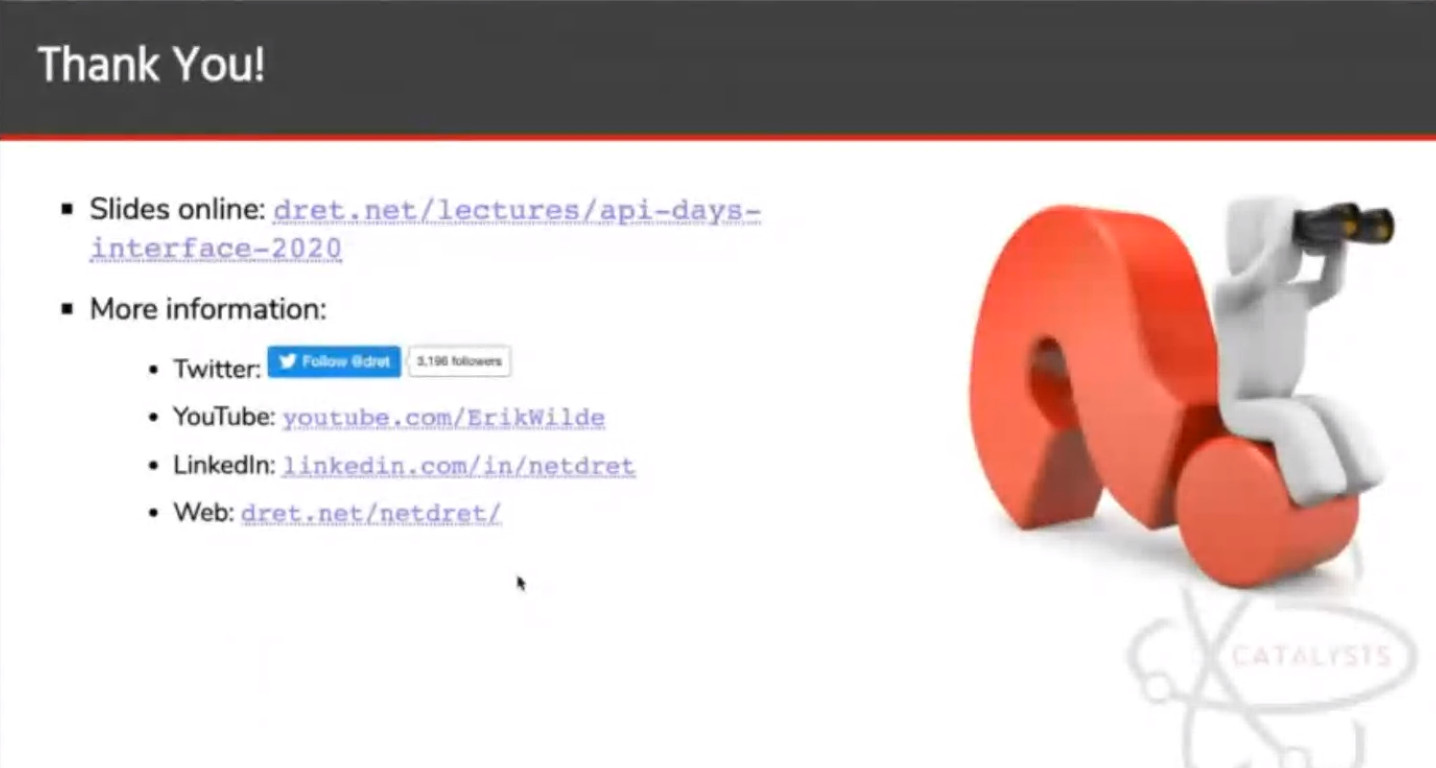 Thank You!
Slides online: dret.net/lectures/api-days-
interface-2020
More information:
Twitter: Follow @dret 3,196 followers
YouTube: youtube.com/ErikWilde
LinkedIn: linkedin.com/in/netdret
Web: dret.net/netdret/
CATALYSTS